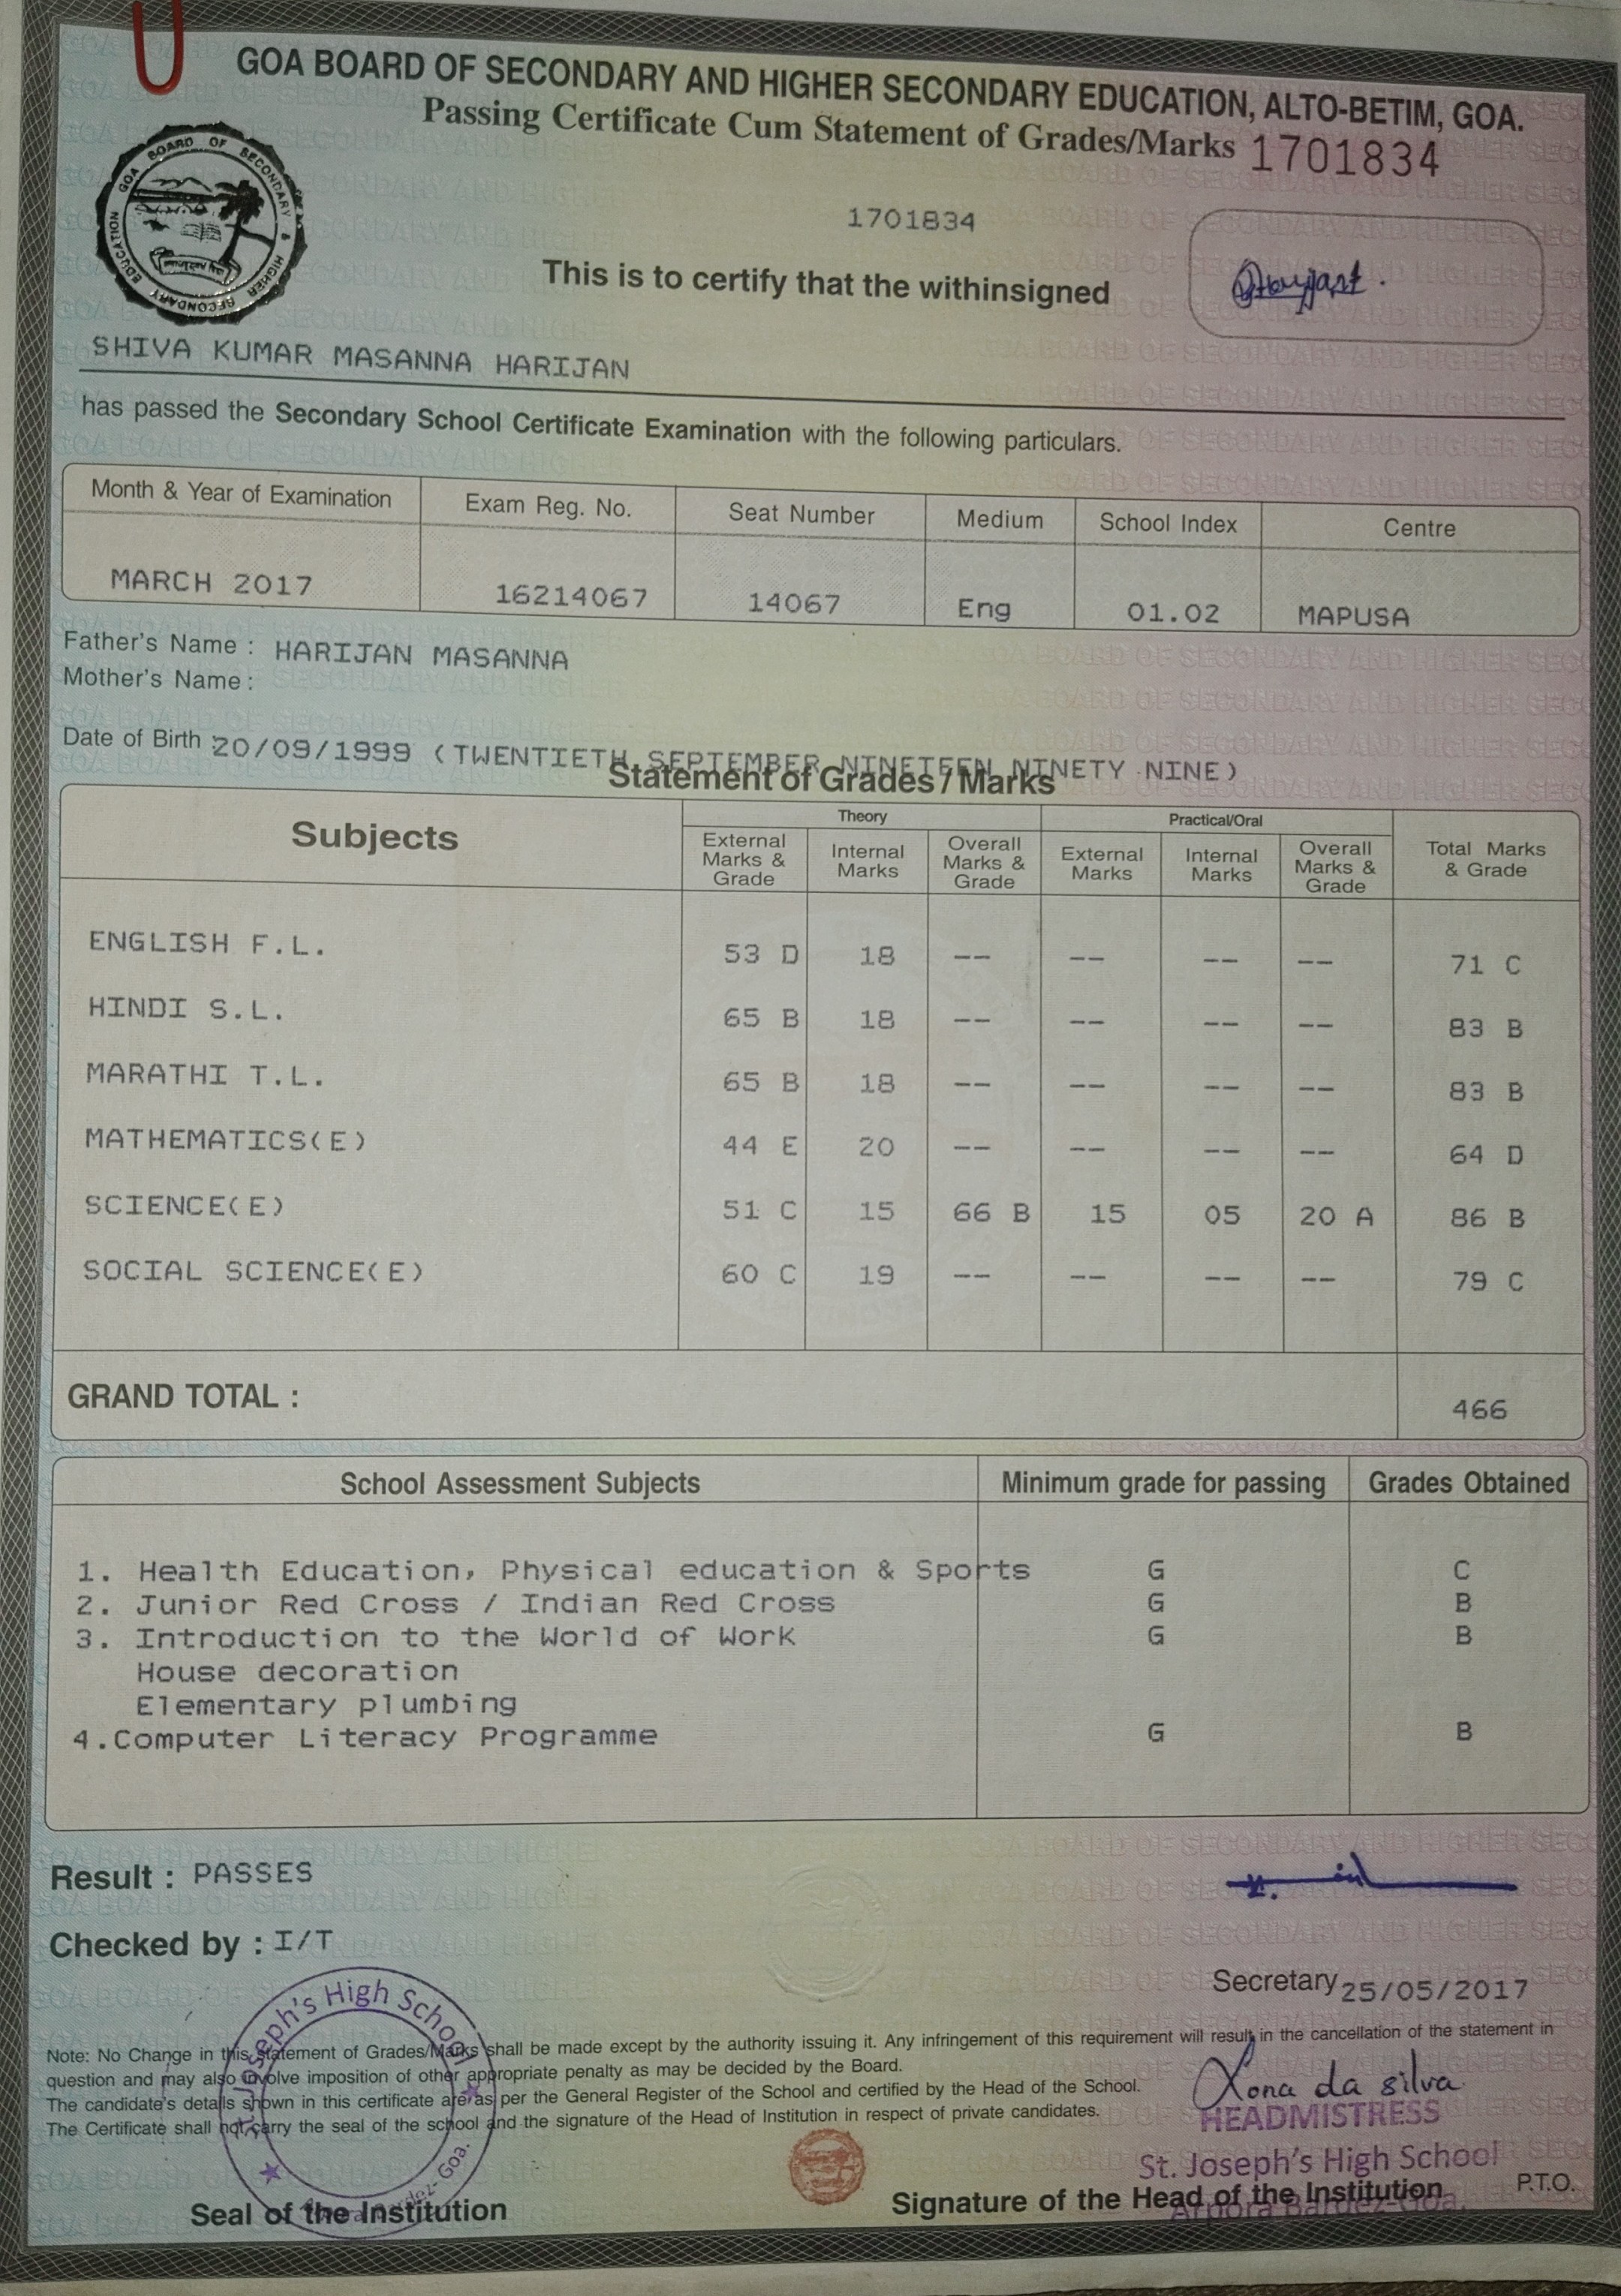 GOA BOARD OF SECONDARY AND HIGHER SECONDARY EDUCATION, ALTO-BETIM, GOA.
Passing Certificate Cum Statement of Grades/Marks 1701834
GOA BOARD OF SECONDARY & HIGHER SECONDARY EDUCATION
1701834
This is to certify that the withinsigned
SHIVA KUMAR MASANNA HARIJAN
has passed the Secondary School Certificate Examination with the following particulars.
Month & Year of Examination Exam Reg. No. Seat Number Medium School Index Centre
MARCH 2017 16214067 14067 Eng 01.02 MAPUSA
Father's Name : HARIJAN MASANNA
Mother's Name :
Date of Birth : 20/09/1999 (TWENTIETH SEPTEMBER NINETEEN NINETY NINE)
Statement of Grades / Marks
Subjects Theory Practical/Oral Total Marks & Grade
External Marks & Grade Internal Marks Overall Marks & Grade External Marks Internal Marks Overall Marks & Grade
ENGLISH F.L. 53 D 18 -- -- -- -- 71 C
HINDI S.L. 65 B 18 -- -- -- -- 83 B
MARATHI T.L. 65 B 18 -- -- -- -- 83 B
MATHEMATICS(E) 44 E 20 -- -- -- -- 64 D
SCIENCE(E) 51 C 15 66 B 15 05 20 A 86 B
SOCIAL SCIENCE(E) 60 C 19 -- -- -- -- 79 C
GRAND TOTAL : 466
School Assessment Subjects Minimum grade for passing Grades Obtained
1. Health Education, Physical education & Sports G C
2. Junior Red Cross / Indian Red Cross G B
3. Introduction to the World of Work G B
House decoration
Elementary plumbing
4.Computer Literacy Programme G B
Result : PASSES
Checked by : I/T
Secretary 25/05/2017
Note: No Change in this statement of Grades/Marks shall be made except by the authority issuing it. Any infringement of this requirement will result in the cancellation of the statement in
question and may also involve imposition of other appropriate penalty as may be decided by the Board.
The candidate's details shown in this certificate are as per the General Register of the School and certified by the Head of the School.
The Certificate shall not carry the seal of the school and the signature of the Head of Institution in respect of private candidates.
Joseph's High School
Bardez-Goa.
Lona da silva
HEADMISTRESS
St. Joseph's High School
Arpora Bardez-Goa.
Seal of the Institution
Signature of the Head of the Institution
P.T.O.